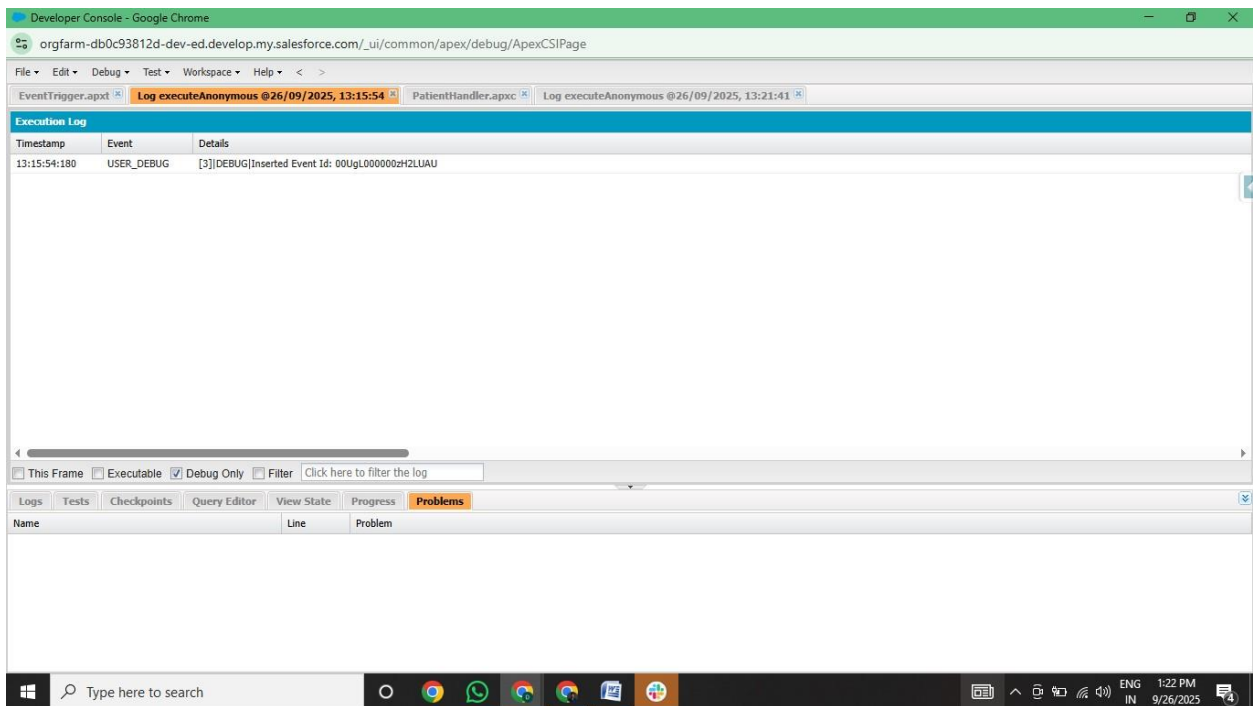 Developer Console - Google Chrome
orgfarm-db0c93812d-dev-ed.develop.my.salesforce.com/_ui/common/apex/debug/ApexCSIPage
File Edit Debug Test Workspace Help < >
EventTrigger.apxt Log executeAnonymous @26/09/2025, 13:15:54 PatientHandler.apxc Log executeAnonymous @26/09/2025, 13:21:41
Execution Log
Timestamp Event Details
13:15:54:180 USER_DEBUG [3]|DEBUG|Inserted Event Id: 00UgL000000zH2LUAU
This Frame Executable Debug Only Filter Click here to filter the log
Logs Tests Checkpoints Query Editor View State Progress Problems
Name Line Problem
Type here to search
ENG 1:22 PM
IN 9/26/2025
4